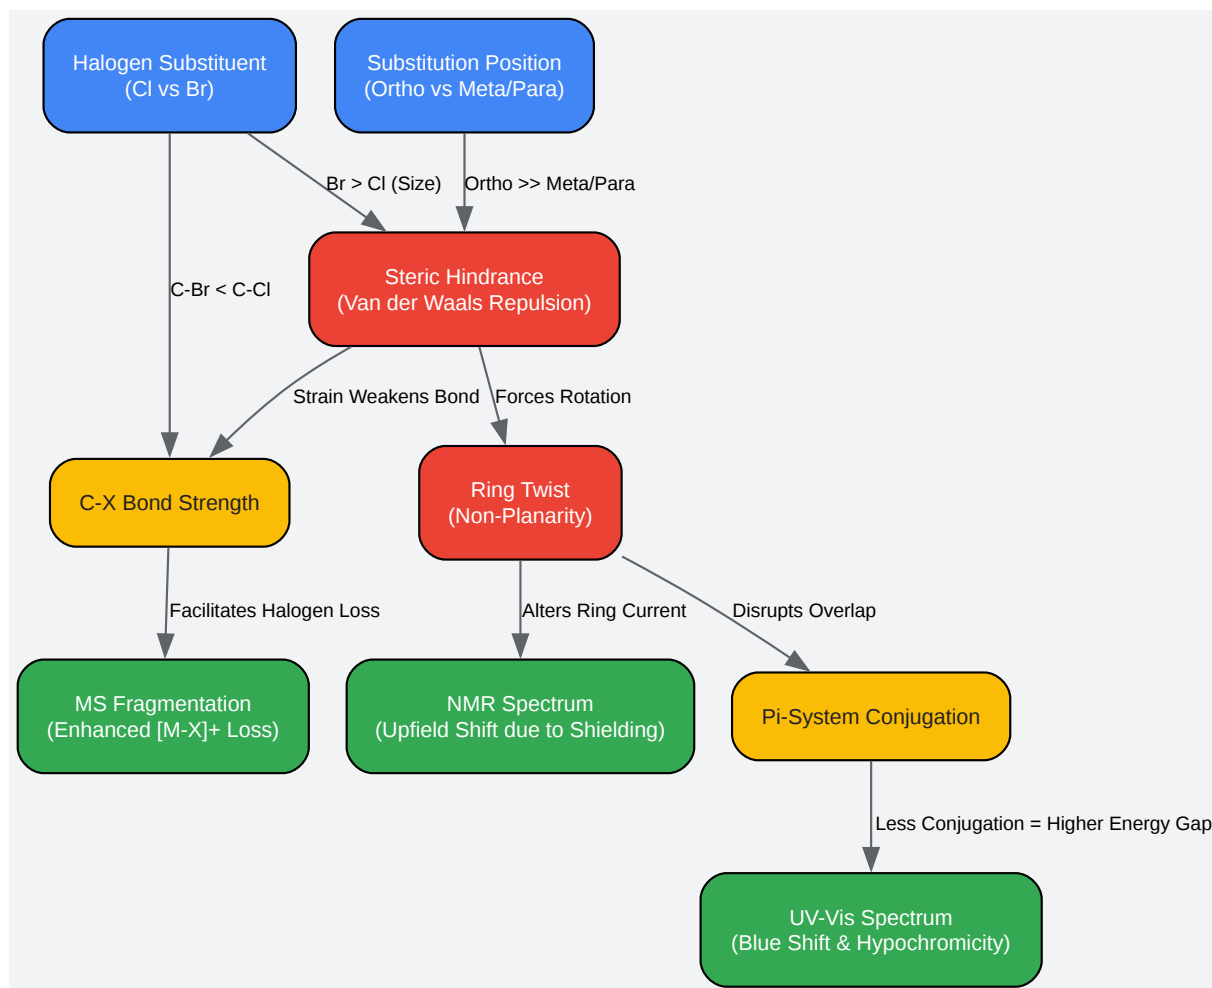 Halogen Substituent
(Cl vs Br)
Substitution Position
(Ortho vs Meta/Para)
Br > Cl (Size)
Ortho >> Meta/Para
Steric Hindrance
(Van der Waals Repulsion)
C-Br < C-Cl
Strain Weakens Bond
Forces Rotation
C-X Bond Strength
Ring Twist
(Non-Planarity)
Facilitates Halogen Loss
Alters Ring Current
Disrupts Overlap
MS Fragmentation
(Enhanced [M-X]+ Loss)
NMR Spectrum
(Upfield Shift due to Shielding)
Pi-System Conjugation
Less Conjugation = Higher Energy Gap
UV-Vis Spectrum
(Blue Shift & Hypochromicity)